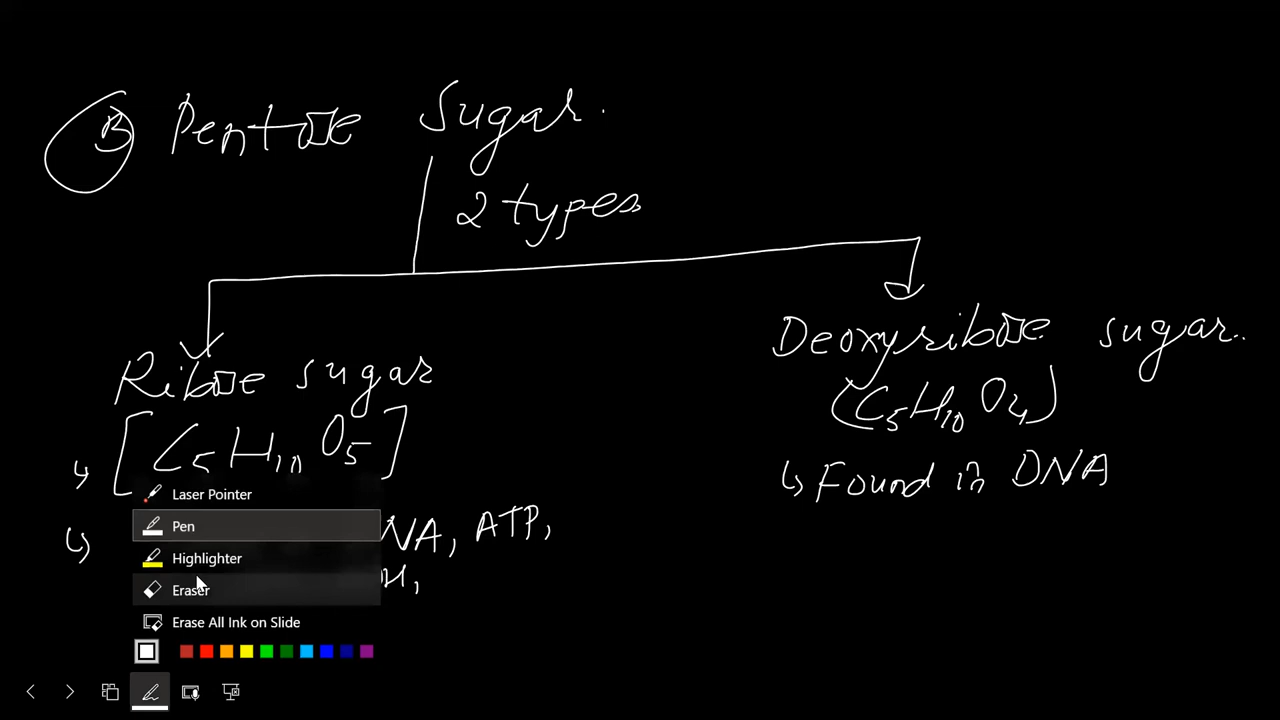 B Pentose Sugar.
2 types
Ribose sugar
[C5H10O5]
Deoxyribose sugar..
(C5H10O4)
↳ Found in DNA
NA, ATP,
H,
Laser Pointer
Pen
Highlighter
Eraser
Erase All Ink on Slide